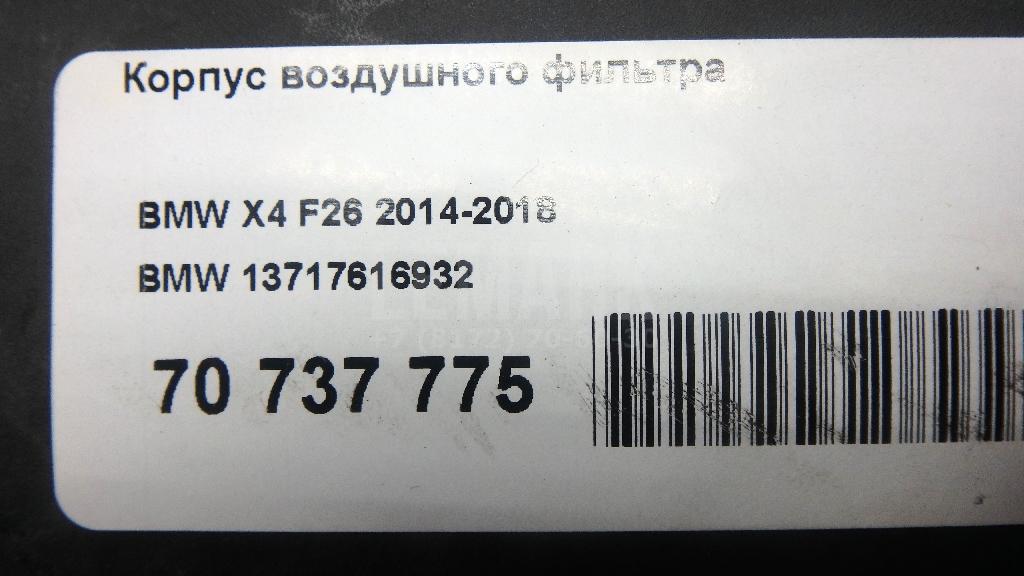 Корпус воздушного фильтра
BMW X4 F26 2014-2018
BMW 13717616932
70 737 775